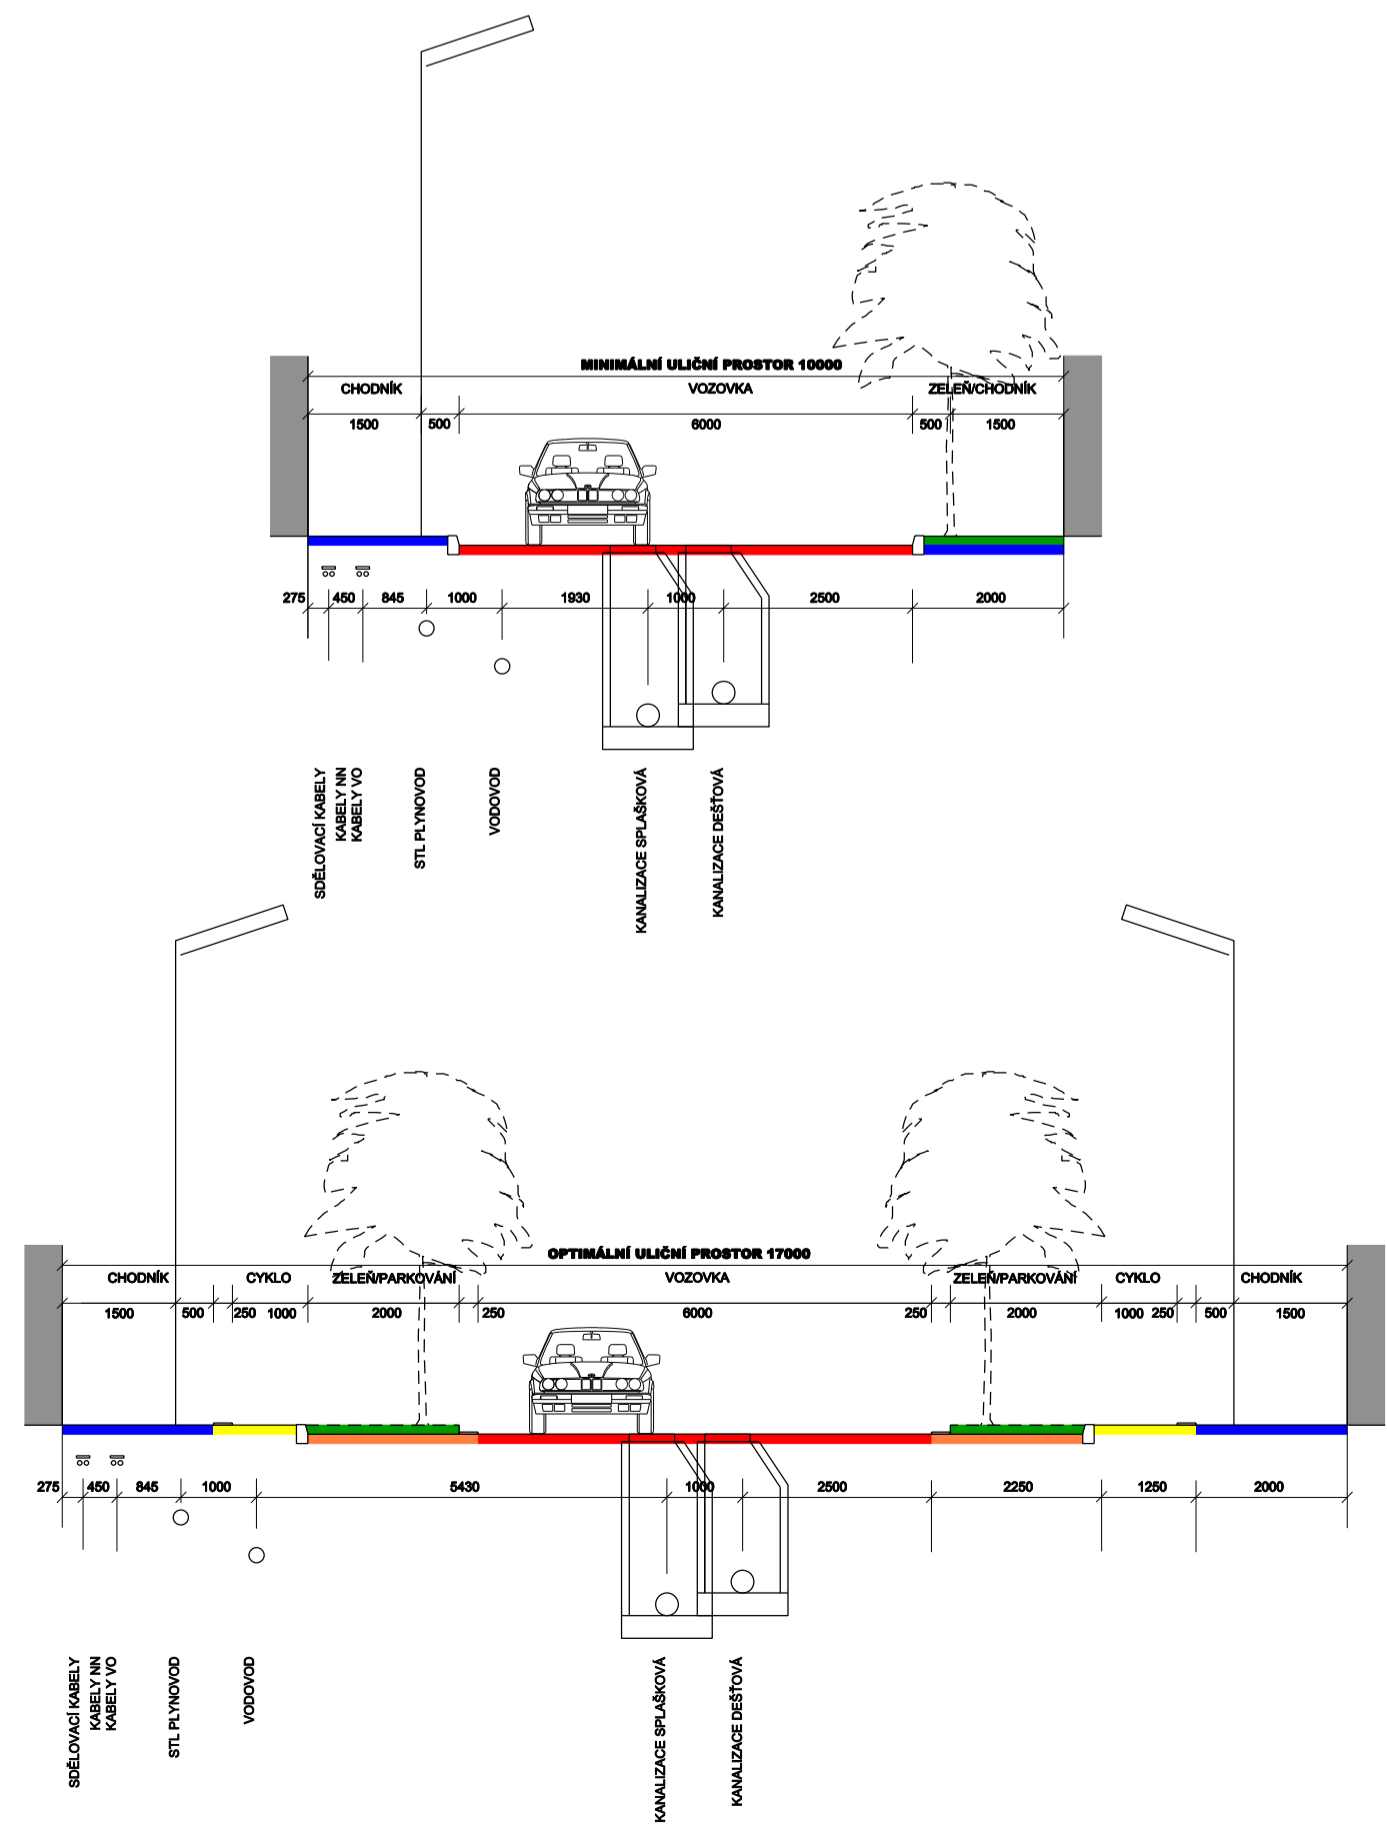 MINIMÁLNÍ ULIČNÍ PROSTOR 10000
CHODNÍK VOZOVKA ZELEŇ/CHODNÍK
1500 500 6000 500 1500
275 450 845 1000 1930 1000 2500 2000
SDĚLOVACÍ KABELY
KABELY NN
KABELY VO
STL PLYNOVOD
VODOVOD
KANALIZACE SPLAŠKOVÁ
KANALIZACE DEŠŤOVÁ
OPTIMÁLNÍ ULIČNÍ PROSTOR 17000
CHODNÍK CYKLO ZELEŇ/PARKOVÁNÍ VOZOVKA ZELEŇ/PARKOVÁNÍ CYKLO CHODNÍK
1500 500 250 1000 2000 250 6000 250 2000 1000 250 500 1500
275 450 845 1000 5430 1000 2500 2250 1250 2000
SDĚLOVACÍ KABELY
KABELY NN
KABELY VO
STL PLYNOVOD
VODOVOD
KANALIZACE SPLAŠKOVÁ
KANALIZACE DEŠŤOVÁ